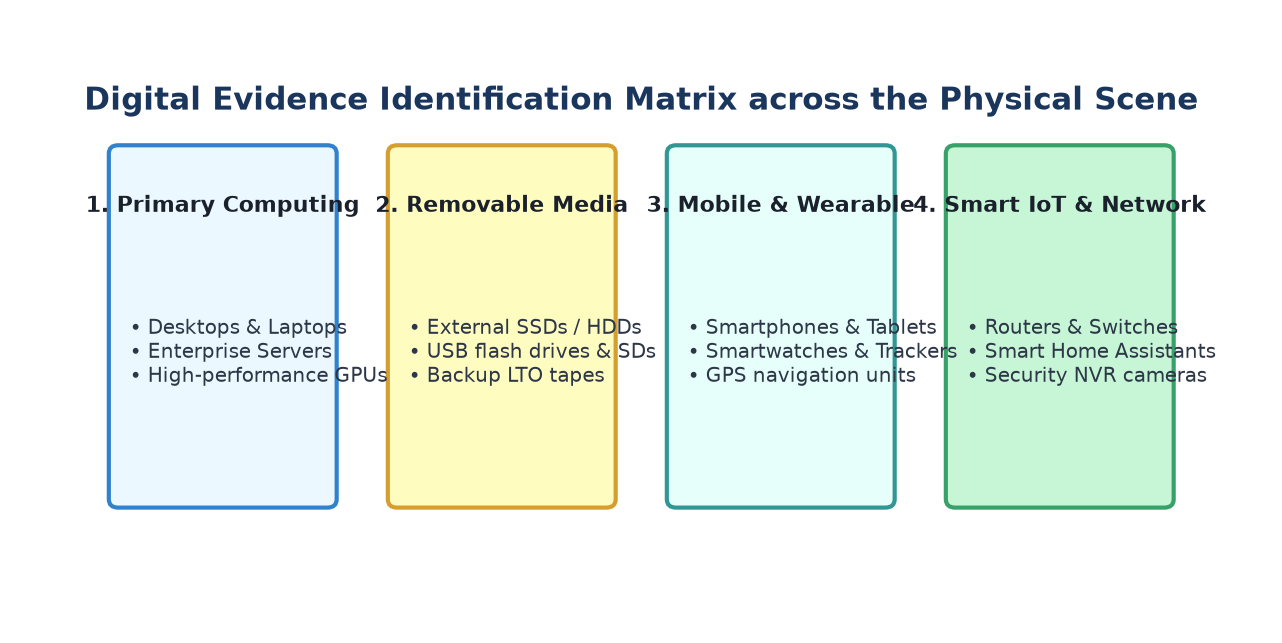 Digital Evidence Identification Matrix across the Physical Scene
1. Primary Computing
• Desktops & Laptops
• Enterprise Servers
• High-performance GPUs
2. Removable Media
• External SSDs / HDDs
• USB flash drives & SDs
• Backup LTO tapes
3. Mobile & Wearable
• Smartphones & Tablets
• Smartwatches & Trackers
• GPS navigation units
4. Smart IoT & Network
• Routers & Switches
• Smart Home Assistants
• Security NVR cameras